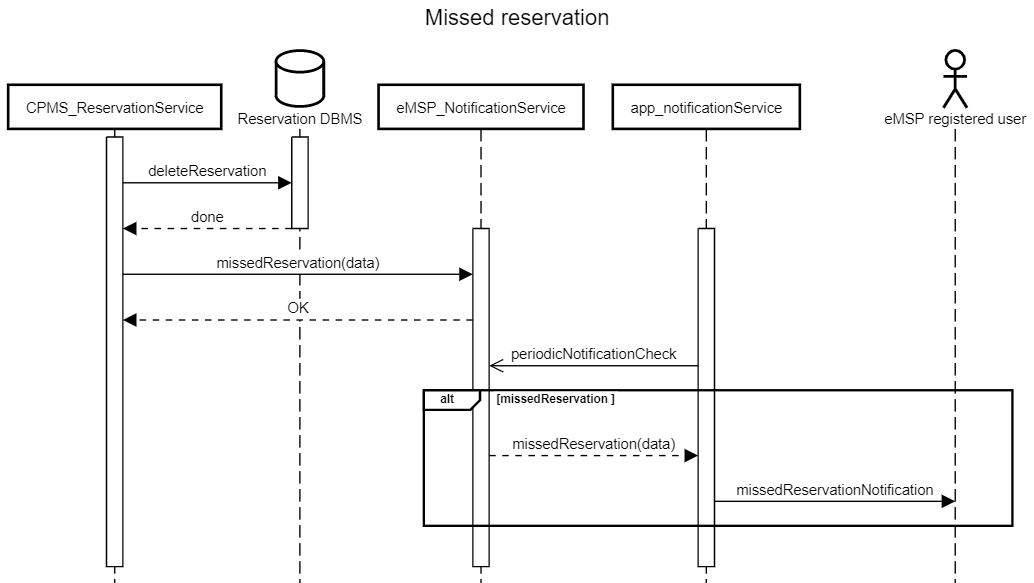 Missed reservation
CPMS_ReservationService
Reservation DBMS
eMSP_NotificationService
app_notificationService
eMSP registered user
deleteReservation
done
missedReservation(data)
OK
periodicNotificationCheck
alt
[missedReservation ]
missedReservation(data)
missedReservationNotification